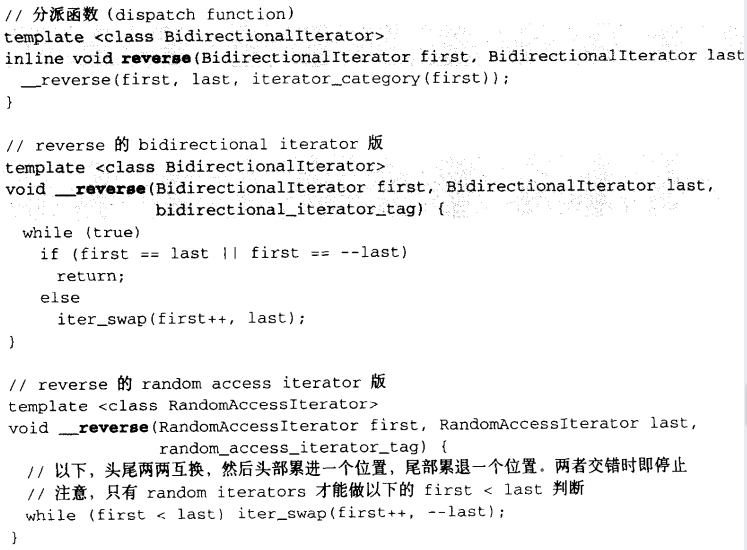 // 分派函数 (dispatch function)
template <class BidirectionalIterator>
inline void reverse(BidirectionalIterator first, BidirectionalIterator last
  __reverse(first, last, iterator_category(first));
}
// reverse 的 bidirectional iterator 版
template <class BidirectionalIterator>
void __reverse(BidirectionalIterator first, BidirectionalIterator last,
               bidirectional_iterator_tag) {
  while (true)
    if (first == last || first == --last)
      return;
    else
      iter_swap(first++, last);
}
// reverse 的 random access iterator 版
template <class RandomAccessIterator>
void __reverse(RandomAccessIterator first, RandomAccessIterator last,
               random_access_iterator_tag) {
  // 以下，头尾两两互换，然后头部累进一个位置，尾部累退一个位置。两者交错时即停止
  // 注意，只有 random iterators 才能做以下的 first < last 判断
  while (first < last) iter_swap(first++, --last);
}